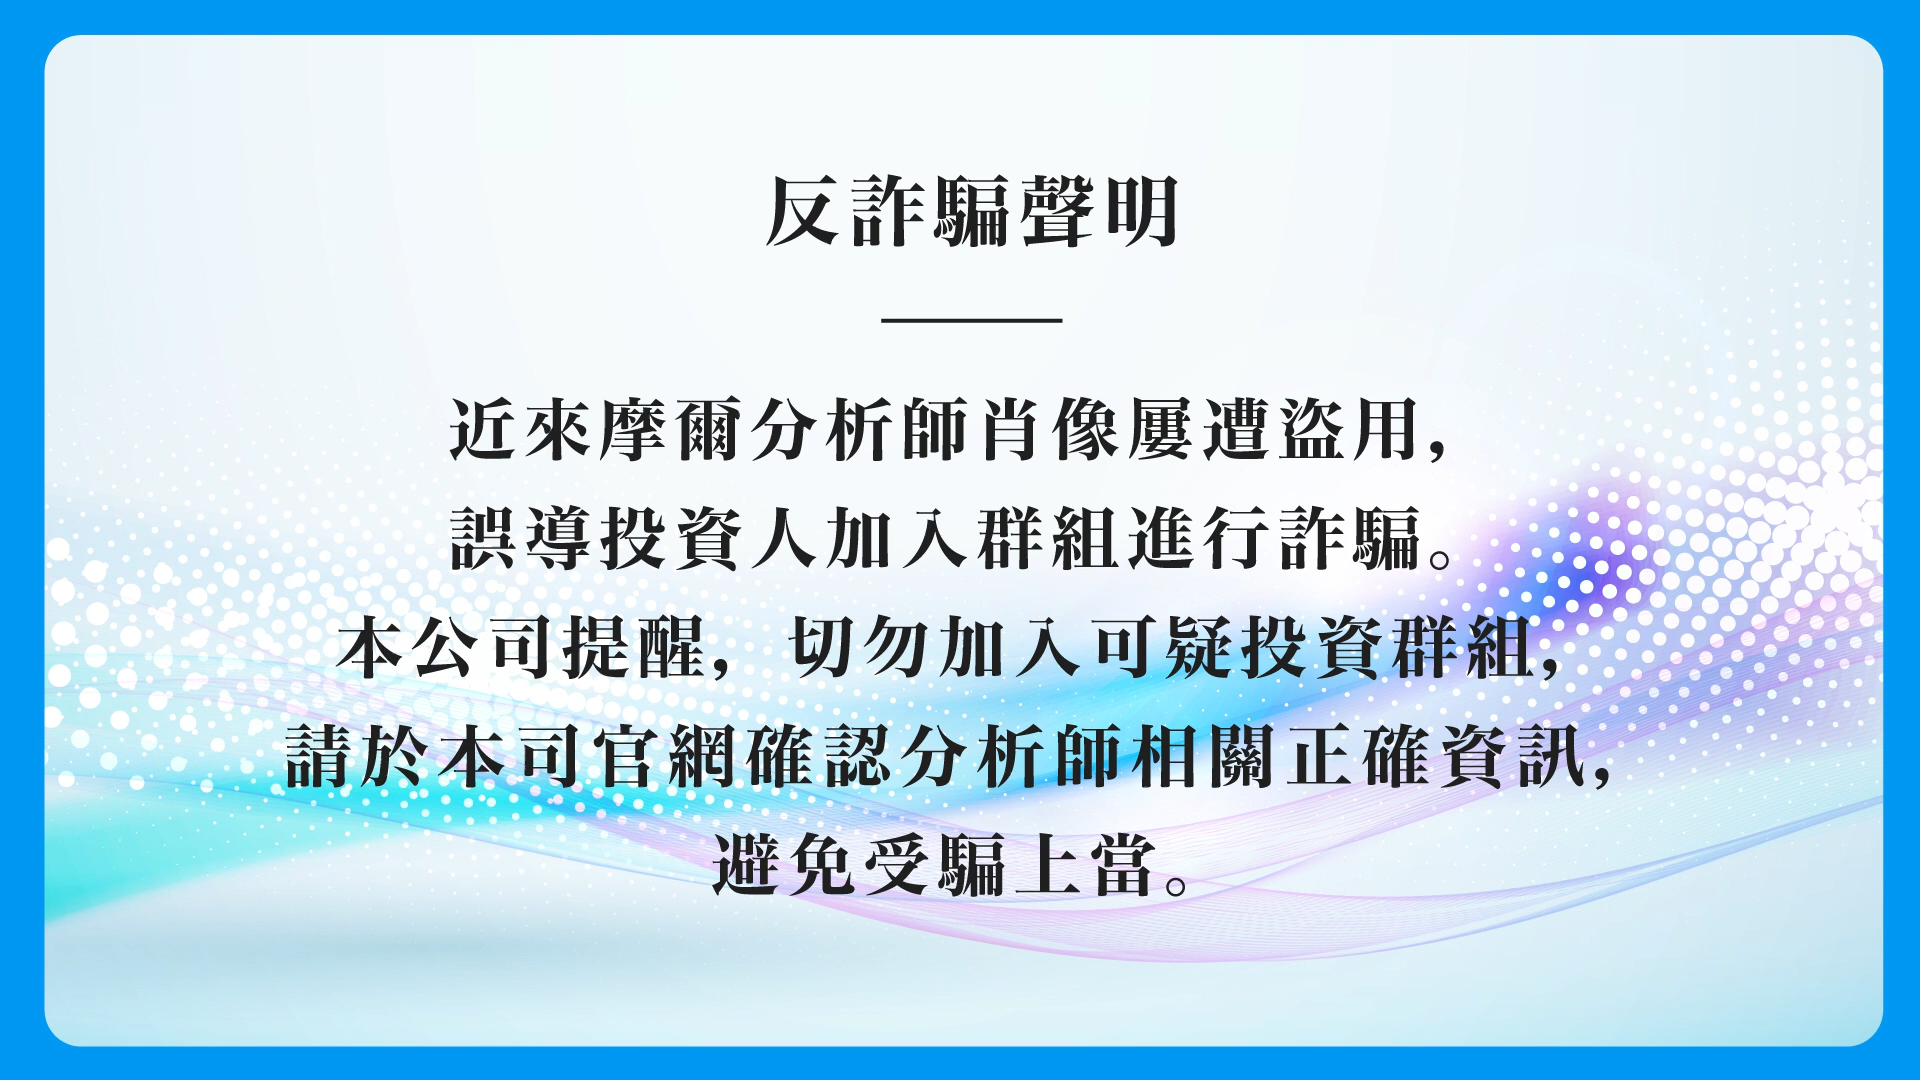 反詐騙聲明
近來摩爾分析師肖像屢遭盜用，
誤導投資人加入群組進行詐騙。
本公司提醒，切勿加入可疑投資群組，
請於本司官網確認分析師相關正確資訊，
避免受騙上當。